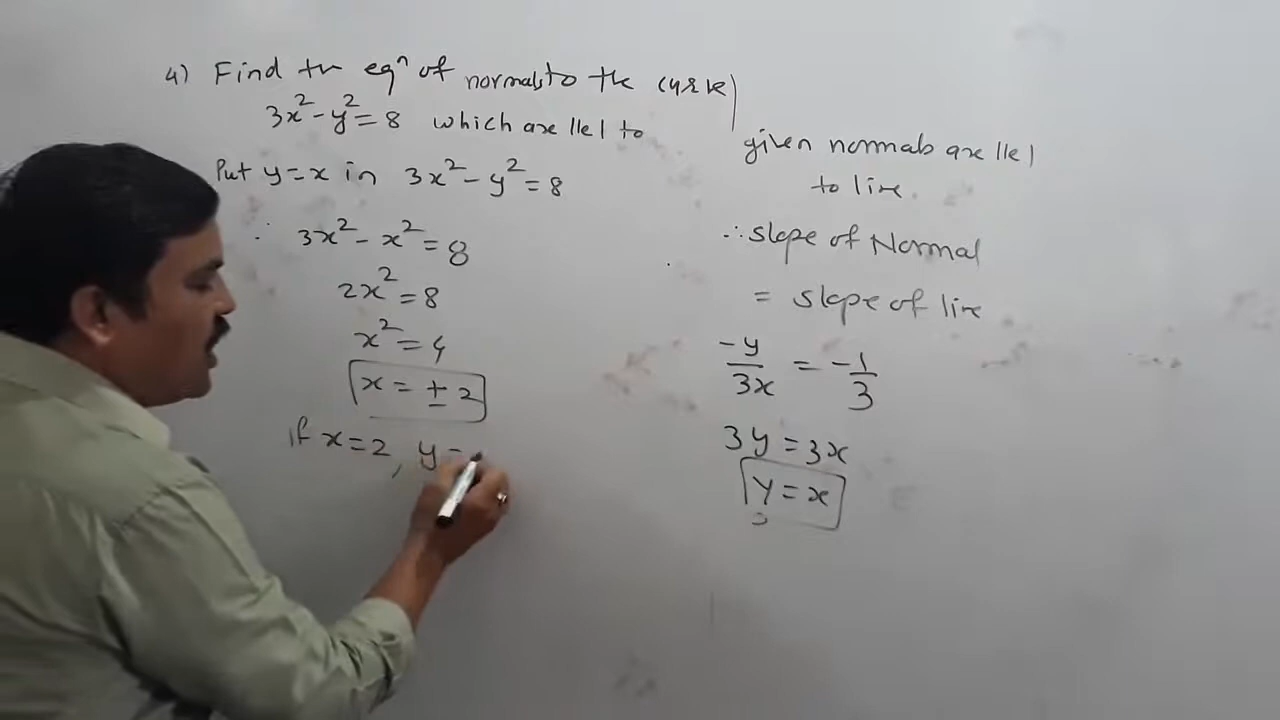 4) Find the eqⁿ of normals to the curve
3x² - y² = 8 which are ||el to
Put y = x in 3x² - y² = 8
∴ 3x² - x² = 8
2x² = 8
x² = 4
x = ± 2
if x = 2, y =
given normals are ||el
to line.
∴ slope of Normal
= slope of line
-y/3x = -1/3
3y = 3x
y = x